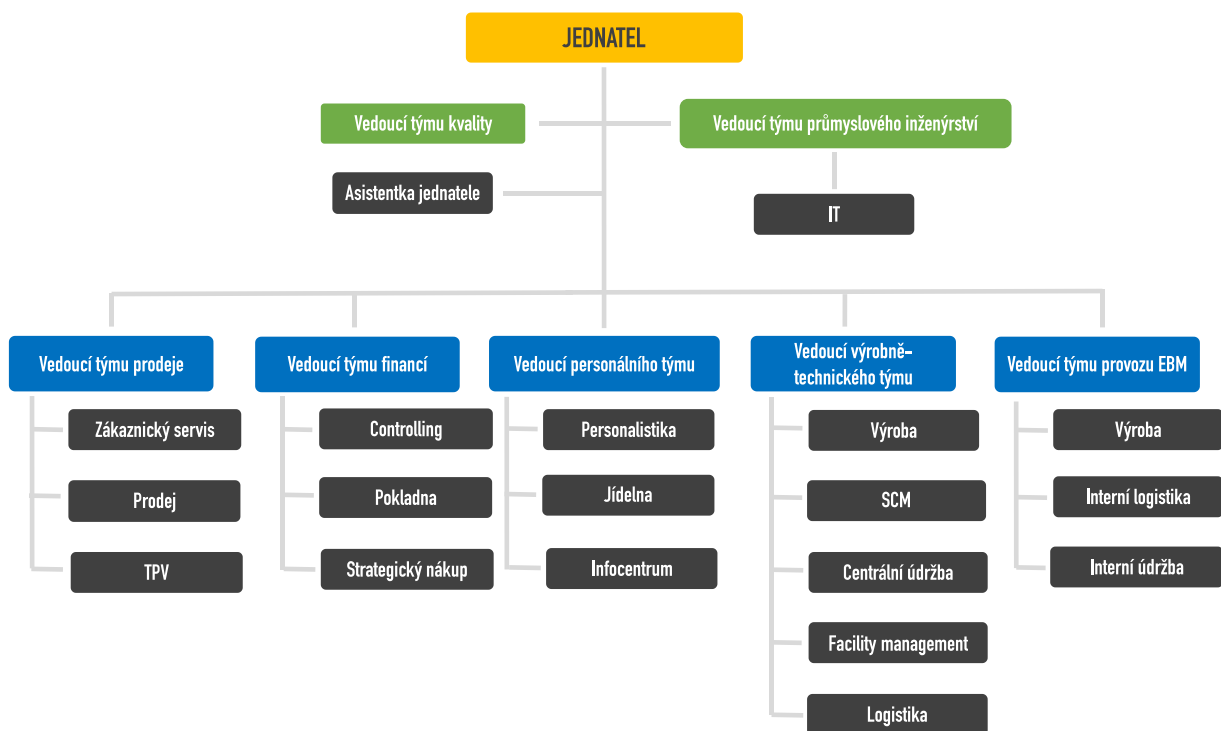 JEDNATEL
Vedoucí týmu kvality
Vedoucí týmu průmyslového inženýrství
Asistentka jednatele
IT
Vedoucí týmu prodeje
Zákaznický servis
Prodej
TPV
Vedoucí týmu financí
Controlling
Pokladna
Strategický nákup
Vedoucí personálního týmu
Personalistika
Jídelna
Infocentrum
Vedoucí výrobně-
technického týmu
Výroba
SCM
Centrální údržba
Facility management
Logistika
Vedoucí týmu provozu EBM
Výroba
Interní logistika
Interní údržba